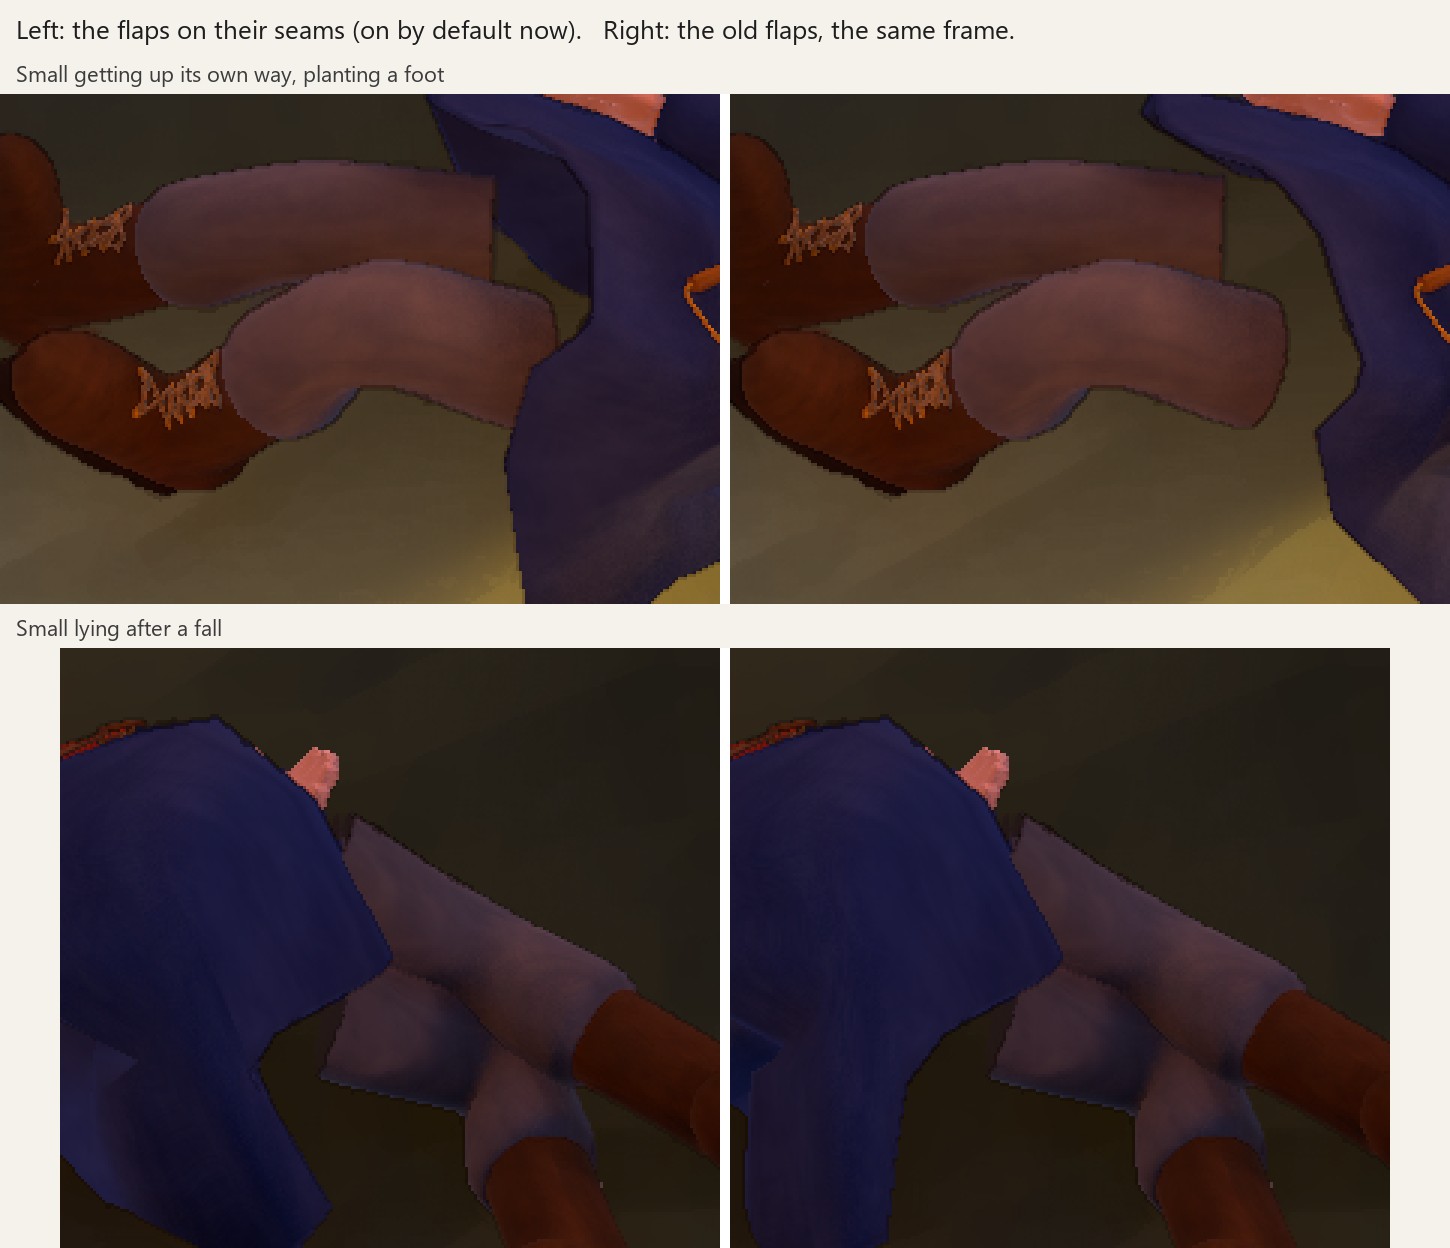 Left: the flaps on their seams (on by default now).   Right: the old flaps, the same frame.
Small getting up its own way, planting a foot
Small lying after a fall